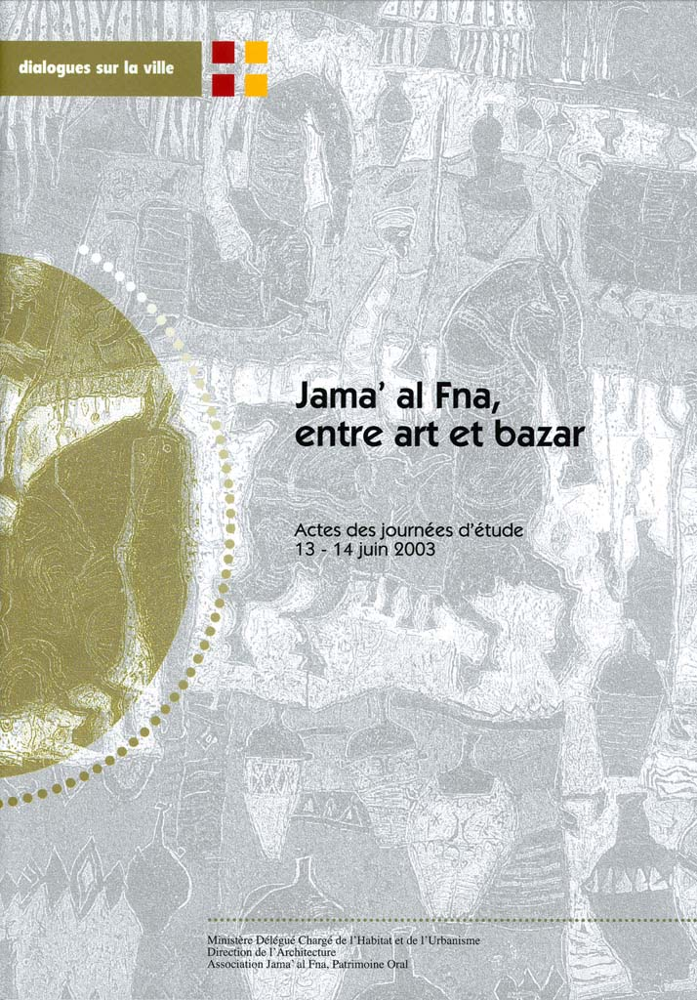 dialogues sur la ville
Jama' al Fna,
entre art et bazar
Actes des journées d'étude
13 - 14 juin 2003
Ministère Délégué Chargé de l'Habitat et de l'Urbanisme
Direction de l'Architecture
Association Jama' al Fna, Patrimoine Oral